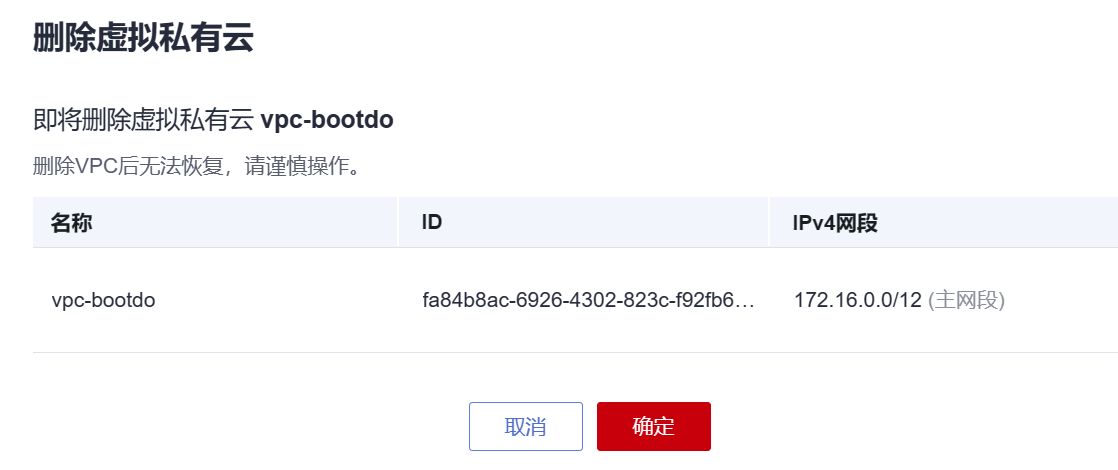 删除虚拟私有云
即将删除虚拟私有云 vpc-bootdo
删除VPC后无法恢复，请谨慎操作。
名称 ID IPv4网段
vpc-bootdo fa84b8ac-6926-4302-823c-f92fb6… 172.16.0.0/12 (主网段)
取消 确定